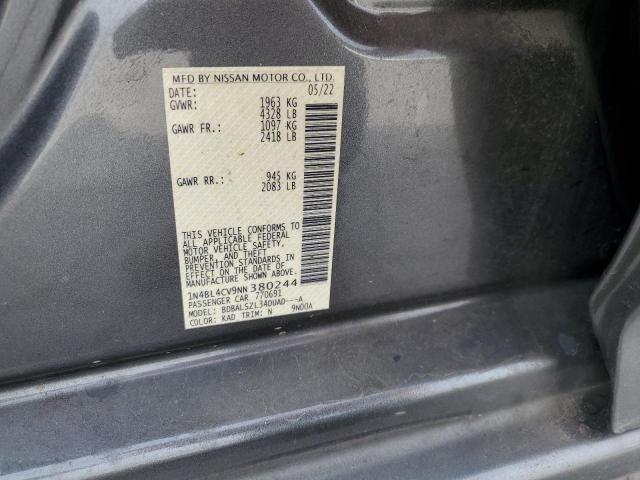 MFD BY NISSAN MOTOR CO., LTD.
DATE: 05/22
GVWR: 1963 KG
4328 LB
GAWR FR.: 1097 KG
2418 LB
GAWR RR.: 945 KG
2083 LB
THIS VEHICLE CONFORMS TO
ALL APPLICABLE FEDERAL
MOTOR VEHICLE SAFETY,
BUMPER, AND THEFT
PREVENTION STANDARDS IN
EFFECT ON THE DATE OF
MANUFACTURE SHOWN ABOVE.
1N4BL4CV9NN380244
PASSENGER CAR 770691
MODEL: BDBALSZL34DUAD---A
COLOR: KAD TRIM: N 9N00A